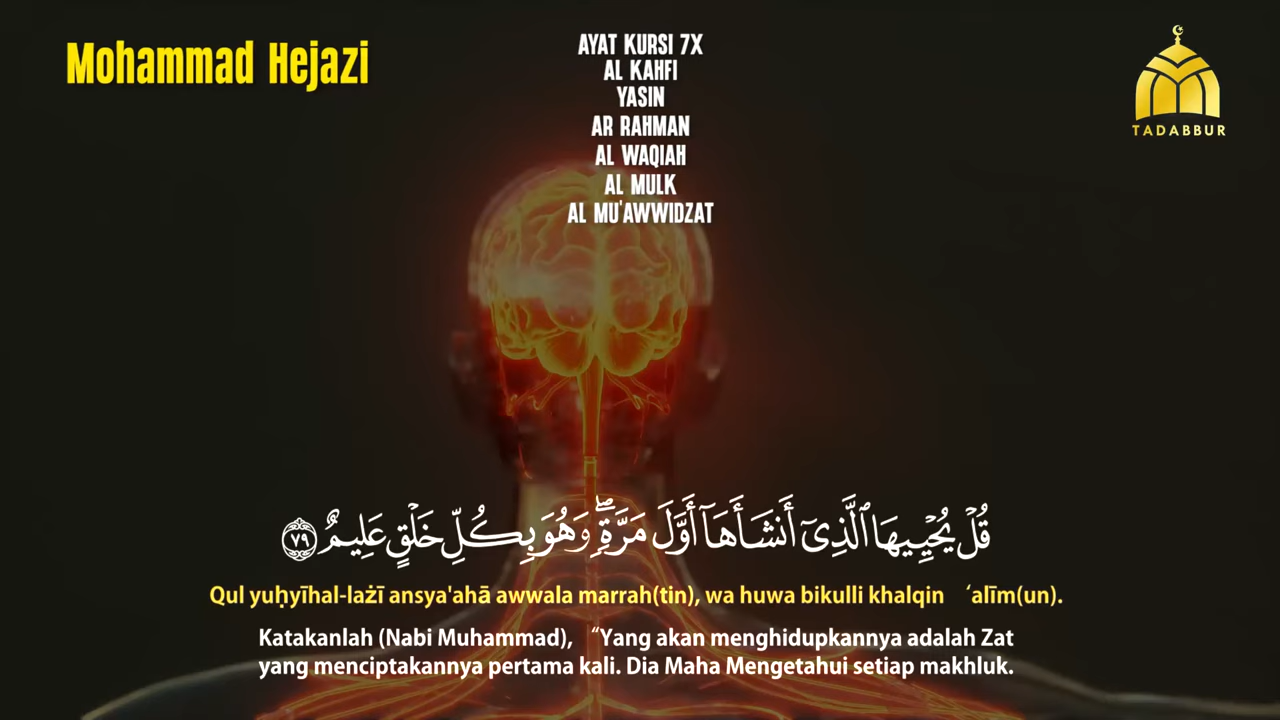 Mohammad Hejazi
AYAT KURSI 7X
AL KAHFI
YASIN
AR RAHMAN
AL WAQIAH
AL MULK
AL MU'AWWIDZAT
TADABBUR
قُلْ يُحْيِيهَا ٱلَّذِىٓ أَنشَأَهَآ أَوَّلَ مَرَّةٍۖ وَهُوَ بِكُلِّ خَلْقٍ عَلِيمٌ ٧٩
Qul yuḥyīhal-lażī ansya'ahā awwala marrah(tin), wa huwa bikulli khalqin ‘alīm(un).
Katakanlah (Nabi Muhammad), “Yang akan menghidupkannya adalah Zat
yang menciptakannya pertama kali. Dia Maha Mengetahui setiap makhluk.